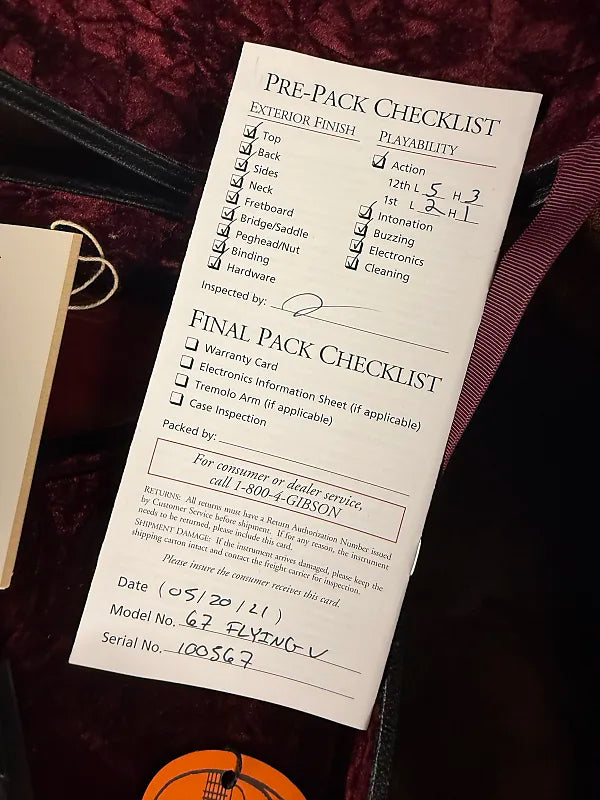 PRE-PACK CHECKLIST
EXTERIOR FINISH
Top
Back
Sides
Neck
Fretboard
Bridge/Saddle
Peghead/Nut
Binding
Hardware
PLAYABILITY
Action
12th L 5 H 3
1st L 2 H 1
Intonation
Buzzing
Electronics
Cleaning
Inspected by:
FINAL PACK CHECKLIST
Warranty Card
Electronics Information Sheet (if applicable)
Tremolo Arm (if applicable)
Case Inspection
Packed by:
For consumer or dealer service,
call 1-800-4-GIBSON
RETURNS: All returns must have a Return Authorization Number issued
by Customer Service before shipment. If for any reason, the instrument
needs to be returned, please include this card.
SHIPMENT DAMAGE: If the instrument arrives damaged, please keep the
shipping carton intact and contact the freight carrier for inspection.
Please insure the consumer receives this card.
Date (05/20/21)
Model No. 67 FLYING-V
Serial No. 100567